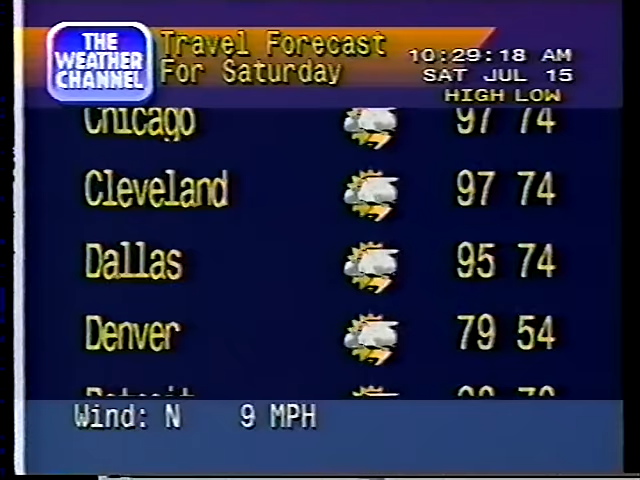 THE
WEATHER
CHANNEL
Travel Forecast
For Saturday
10:29:18 AM
SAT JUL 15
HIGH LOW
Chicago 97 74
Cleveland 97 74
Dallas 95 74
Denver 79 54
Detroit
Wind: N 9 MPH